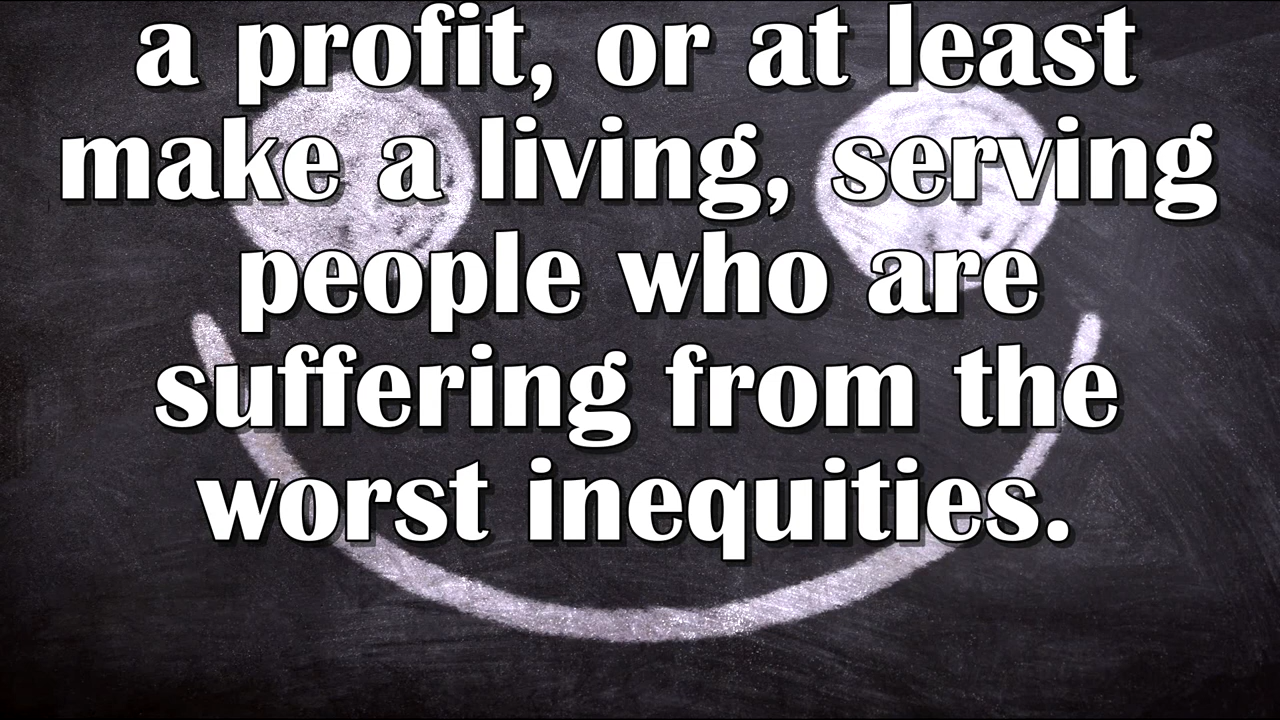 a profit, or at least
make a living, serving
people who are
suffering from the
worst inequities.